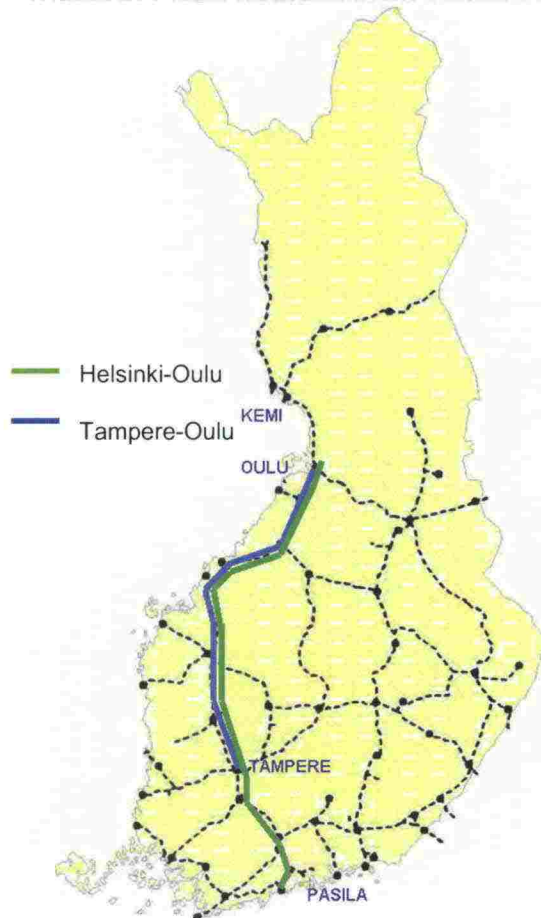 Helsinki-Oulu
Tampere-Oulu
KEMI
OULU
TAMPERE
PASILA